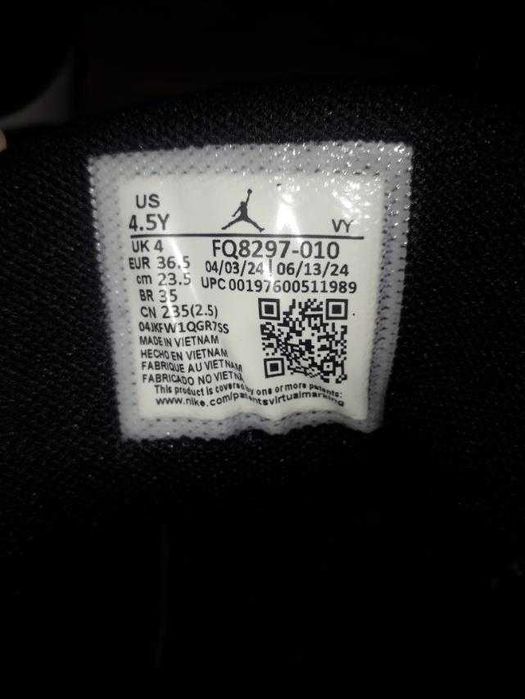 US
4.5Y VY
UK 4 FQ8297-010
EUR 36.5 04/03/24 06/13/24
cm 23.5 UPC 00197600511989
BR 35
CN 235(2.5)
04JKFW1QGR7SS
MADE IN VIETNAM
HECHO EN VIETNAM
FABRIQUE AU VIETNAM
FABRICADO NO VIETNA
This product is covered by one or more patents:
www.nike.com/patentsvirtualmarking